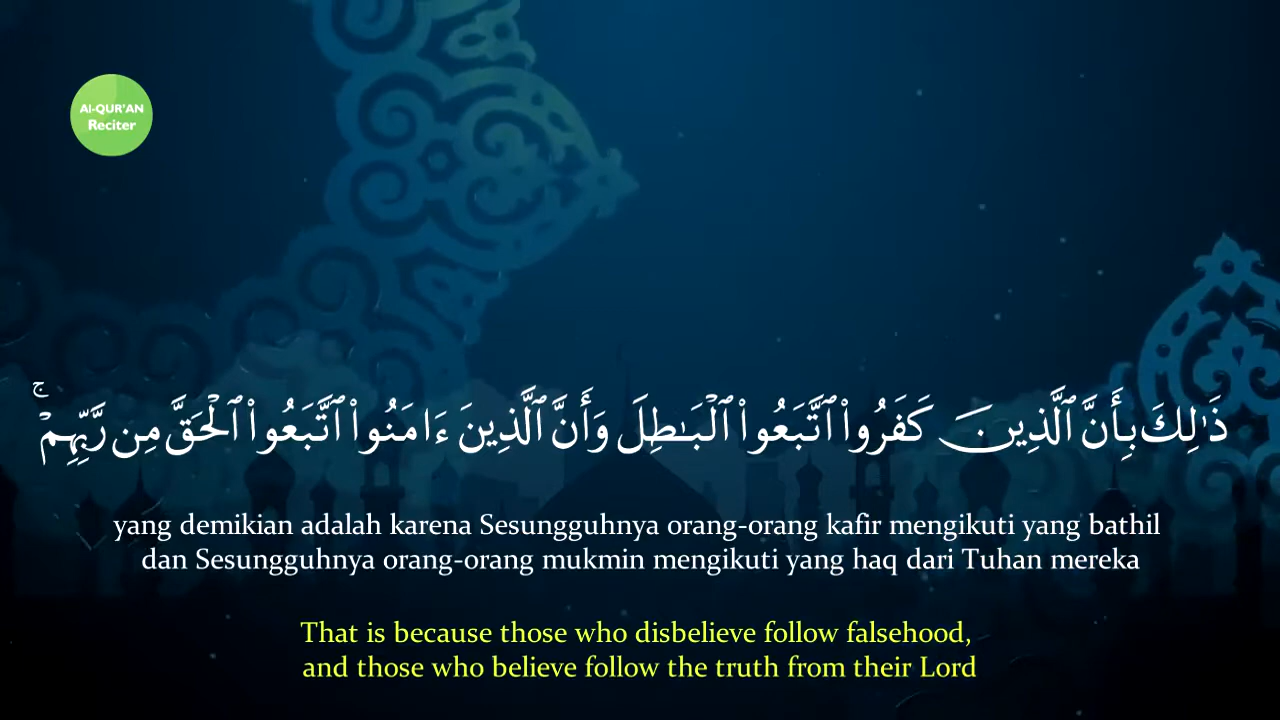 Al-QUR'AN
Reciter
ذَٰلِكَ بِأَنَّ ٱلَّذِينَ كَفَرُوا۟ ٱتَّبَعُوا۟ ٱلْبَـٰطِلَ وَأَنَّ ٱلَّذِينَ ءَامَنُوا۟ ٱتَّبَعُوا۟ ٱلْحَقَّ مِن رَّبِّهِمْ ۚ
yang demikian adalah karena Sesungguhnya orang-orang kafir mengikuti yang bathil
dan Sesungguhnya orang-orang mukmin mengikuti yang haq dari Tuhan mereka
That is because those who disbelieve follow falsehood,
and those who believe follow the truth from their Lord